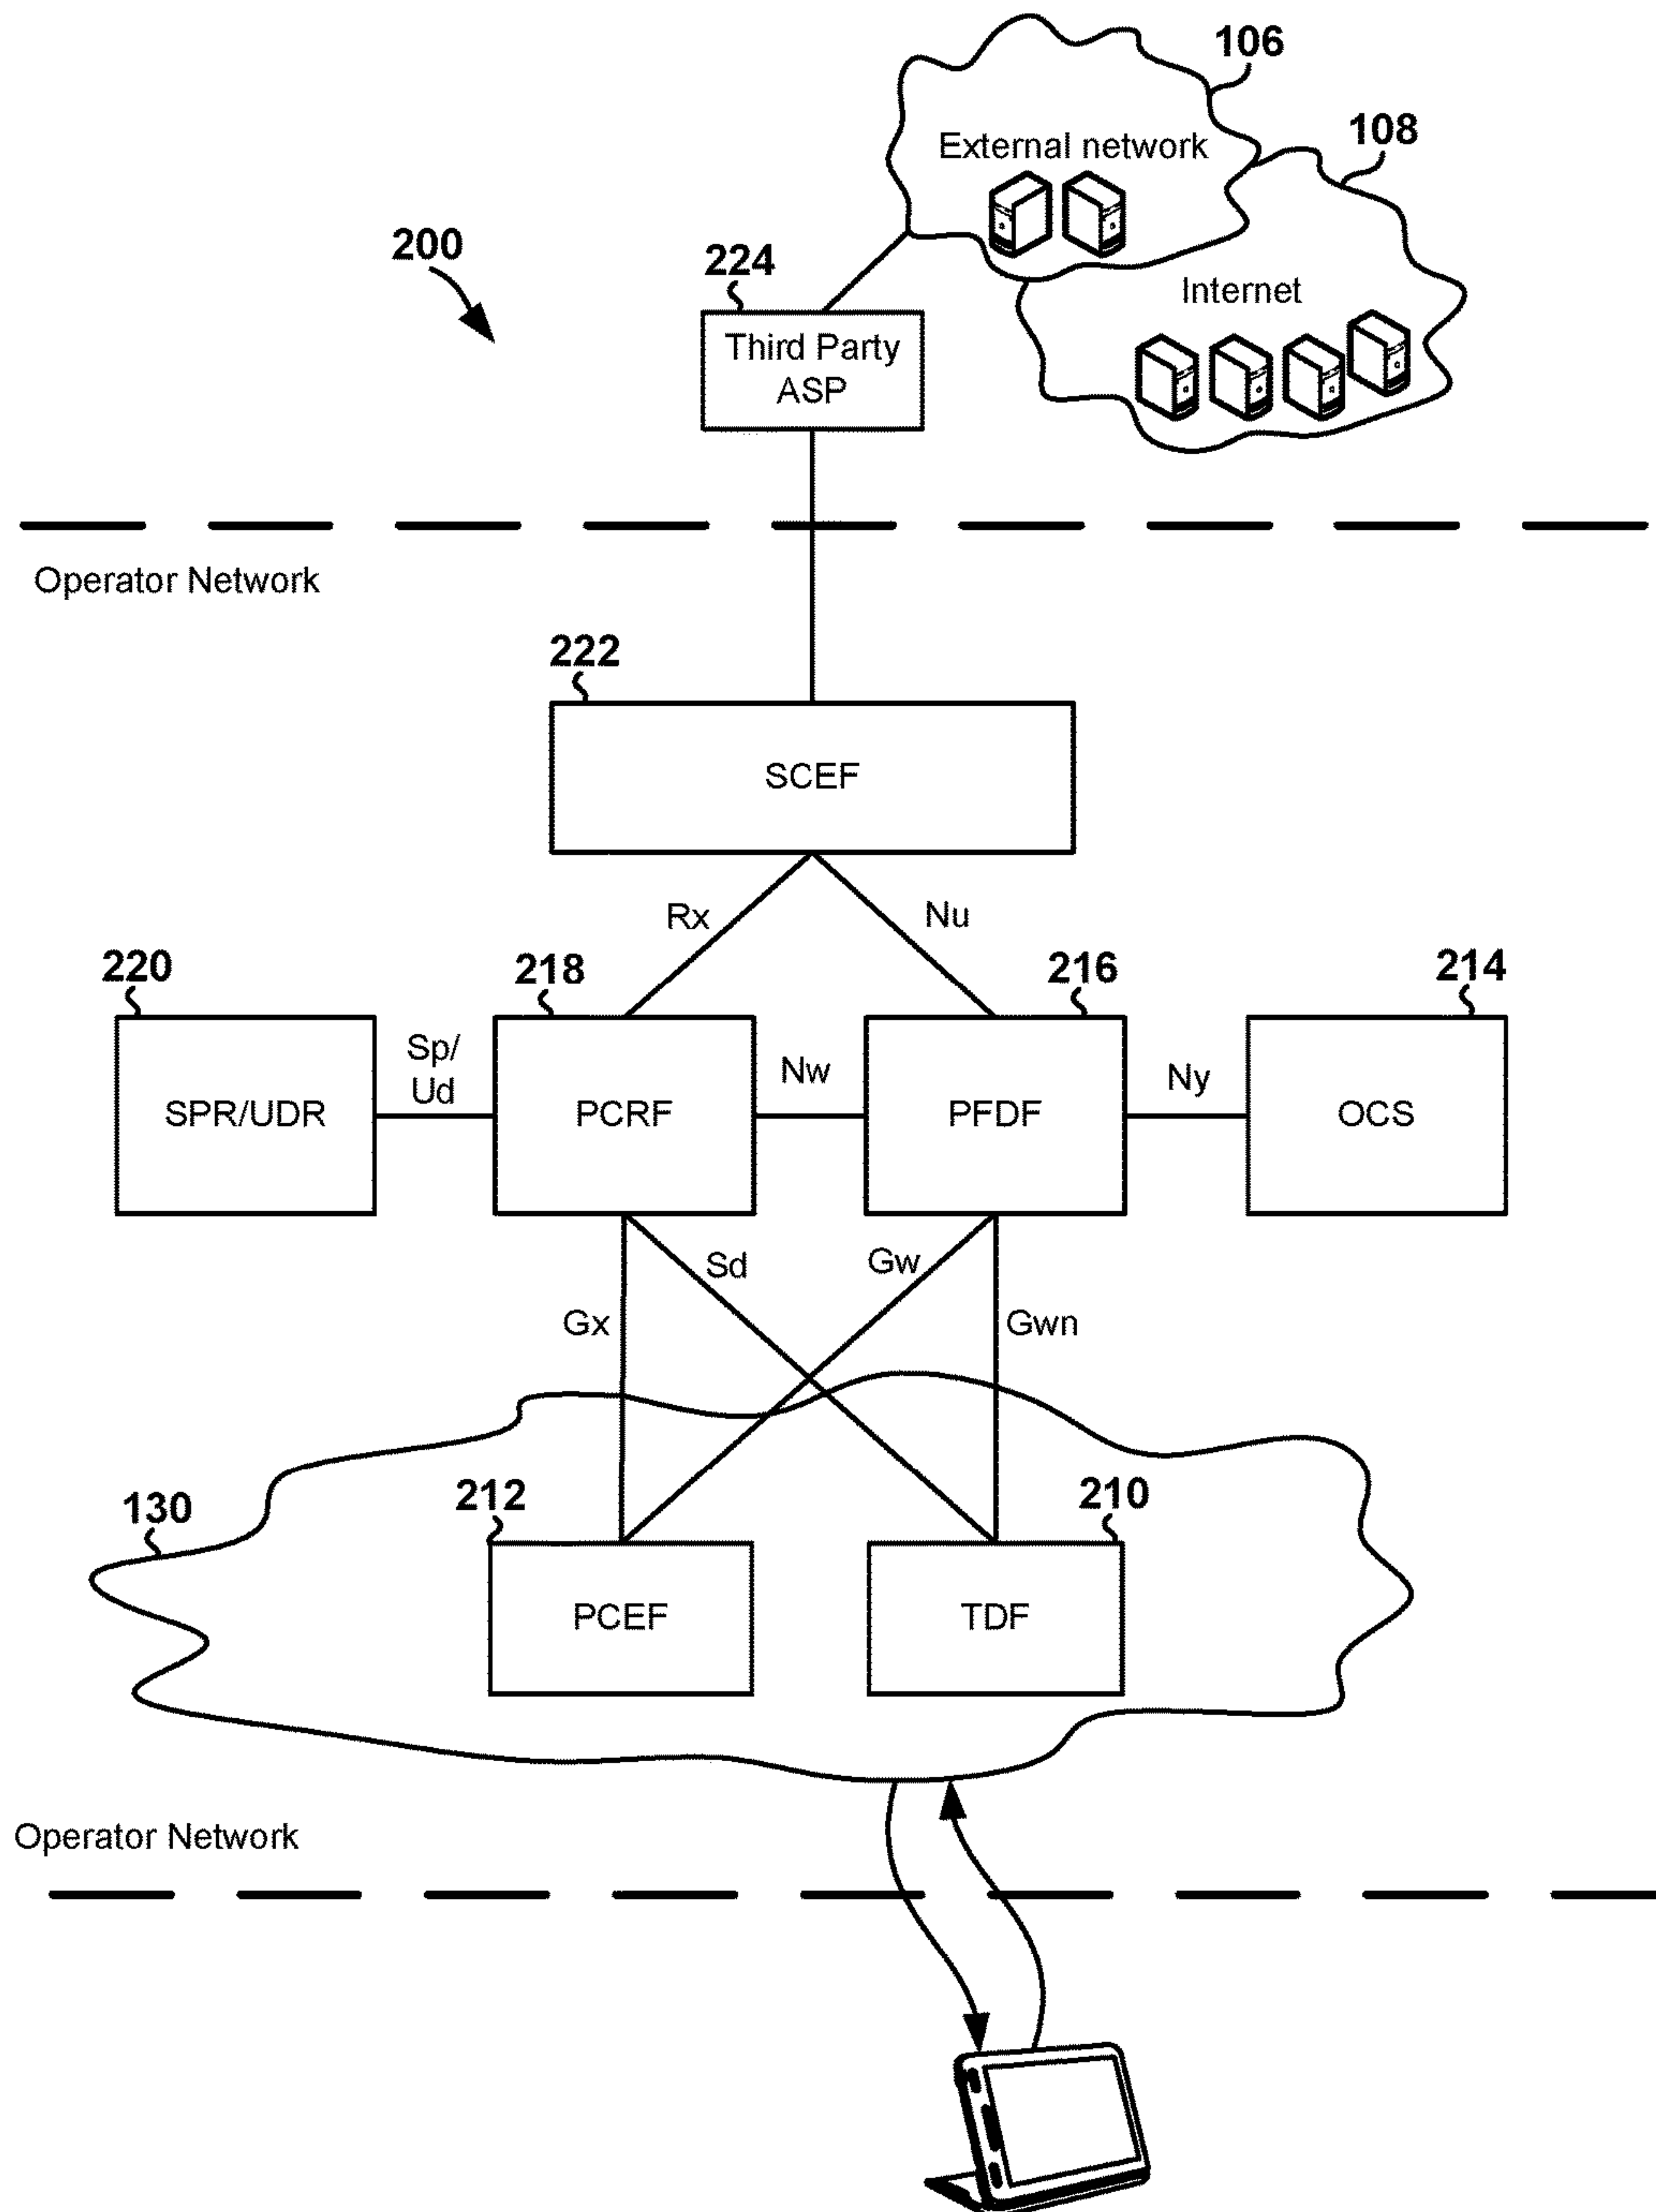 106
External network
108
200
224
Internet
Third Party
ASP
Operator Network
222
SCEF
Rx
Nu
220
218
216
214
Sp/
Ud
Nw
Ny
SPR/UDR
PCRF
PFDF
OCS
Sd
Gw
Gx
Gwn
130
212
210
PCEF
TDF
Operator Network